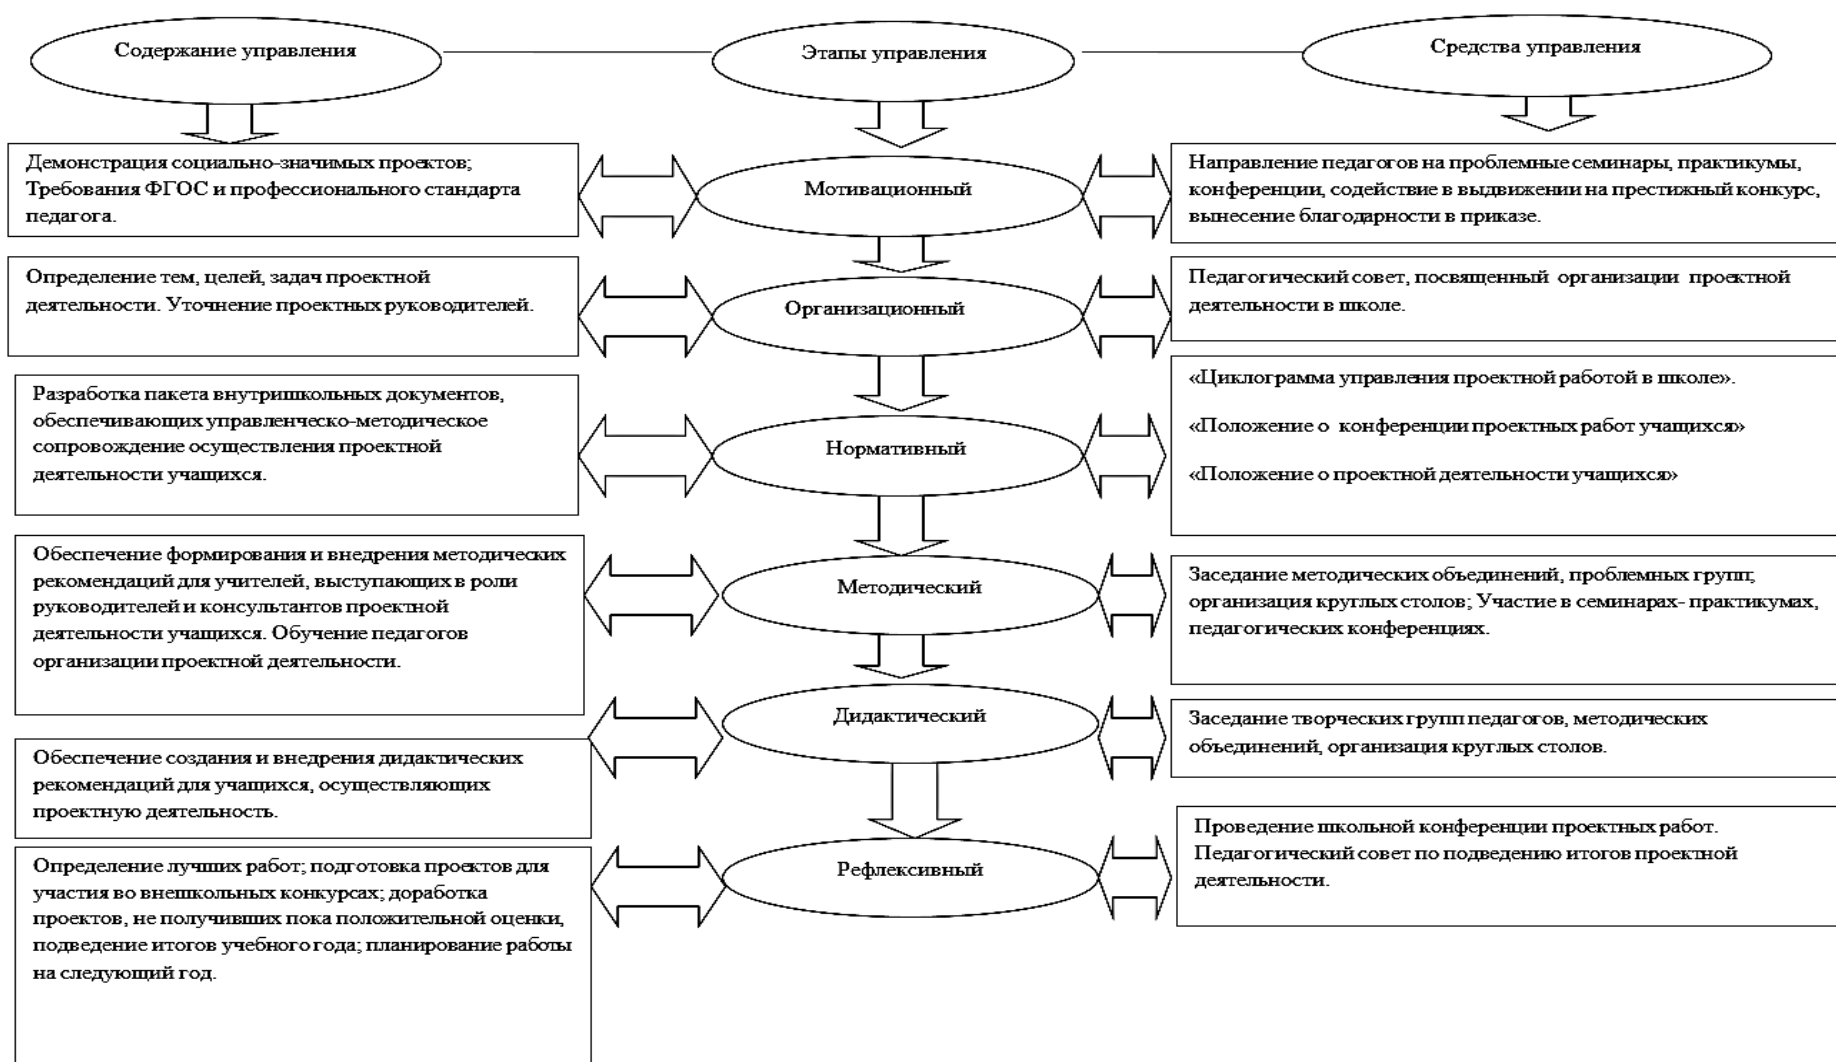 Содержание управления
Этапы управления
Средства управления
Демонстрация социально-значимых проектов;
Требования ФГОС и профессионального стандарта
педагога.
Мотивационный
Направление педагогов на проблемные семинары, практикумы,
конференции, содействие в выдвижении на престижный конкурс,
вынесение благодарности в приказе.
Определение тем, целей, задач проектной
деятельности. Уточнение проектных руководителей.
Организационный
Педагогический совет, посвященный организации проектной
деятельности в школе.
Разработка пакета внутришкольных документов,
обеспечивающих управленческо-методическое
сопровождение осуществления проектной
деятельности учащихся.
Нормативный
«Циклограмма управления проектной работой в школе».
«Положение о конференции проектных работ учащихся»
«Положение о проектной деятельности учащихся»
Обеспечение формирования и внедрения методических
рекомендаций для учителей, выступающих в роли
руководителей и консультантов проектной
деятельности учащихся. Обучение педагогов
организации проектной деятельности.
Методический
Заседание методических объединений, проблемных групп;
организация круглых столов; Участие в семинарах- практикумах,
педагогических конференциях.
Обеспечение создания и внедрения дидактических
рекомендаций для учащихся, осуществляющих
проектную деятельность.
Дидактический
Заседание творческих групп педагогов, методических
объединений, организация круглых столов.
Определение лучших работ; подготовка проектов для
участия во внешкольных конкурсах; доработка
проектов, не получивших пока положительной оценки,
подведение итогов учебного года; планирование работы
на следующий год.
Рефлексивный
Проведение школьной конференции проектных работ.
Педагогический совет по подведению итогов проектной
деятельности.